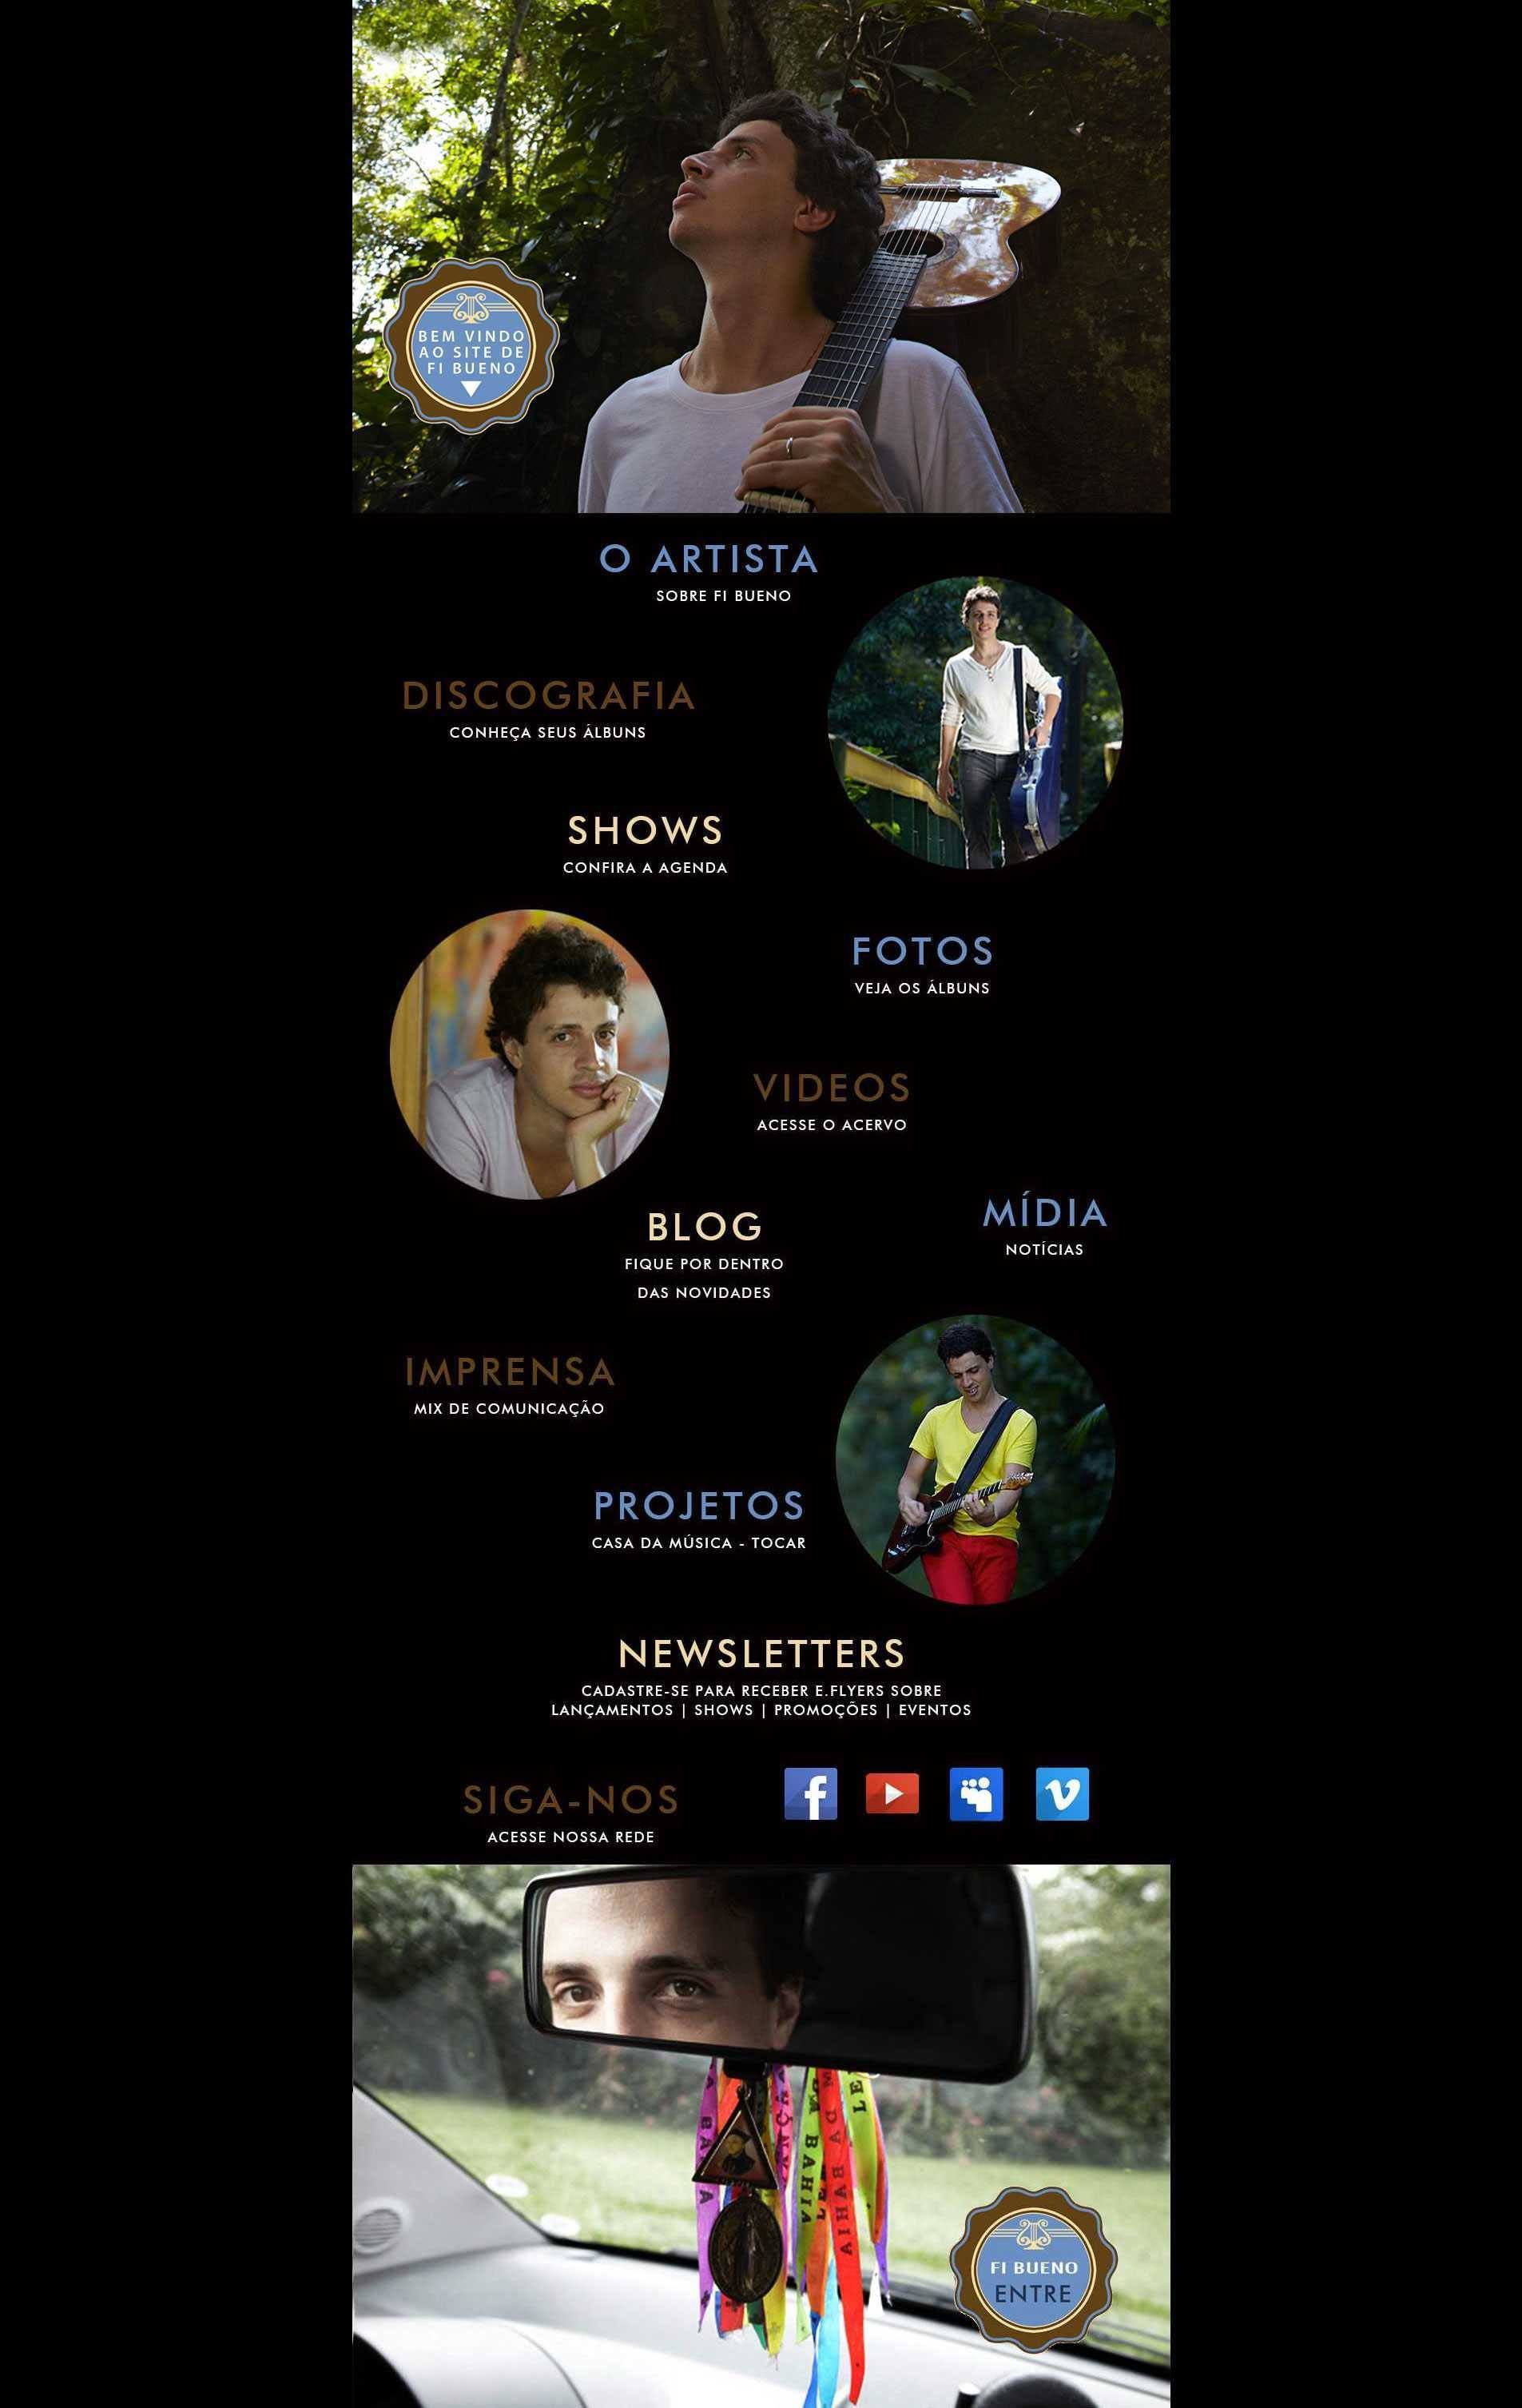 BEM VINDO
AO SITE DE
FI BUENO
O ARTISTA
SOBRE FI BUENO
DISCOGRAFIA
CONHEÇA SEUS ÁLBUNS
SHOWS
CONFIRA A AGENDA
FOTOS
VEJA OS ÁLBUNS
VIDEOS
ACESSE O ACERVO
MÍDIA
NOTÍCIAS
BLOG
FIQUE POR DENTRO
DAS NOVIDADES
IMPRENSA
MIX DE COMUNICAÇÃO
PROJETOS
CASA DA MÚSICA - TOCAR
NEWSLETTERS
CADASTRE-SE PARA RECEBER E.FLYERS SOBRE
LANÇAMENTOS | SHOWS | PROMOÇÕES | EVENTOS
SIGA-NOS
ACESSE NOSSA REDE
DA BAHIA
DA BAHIA
FI BUENO
ENTRE